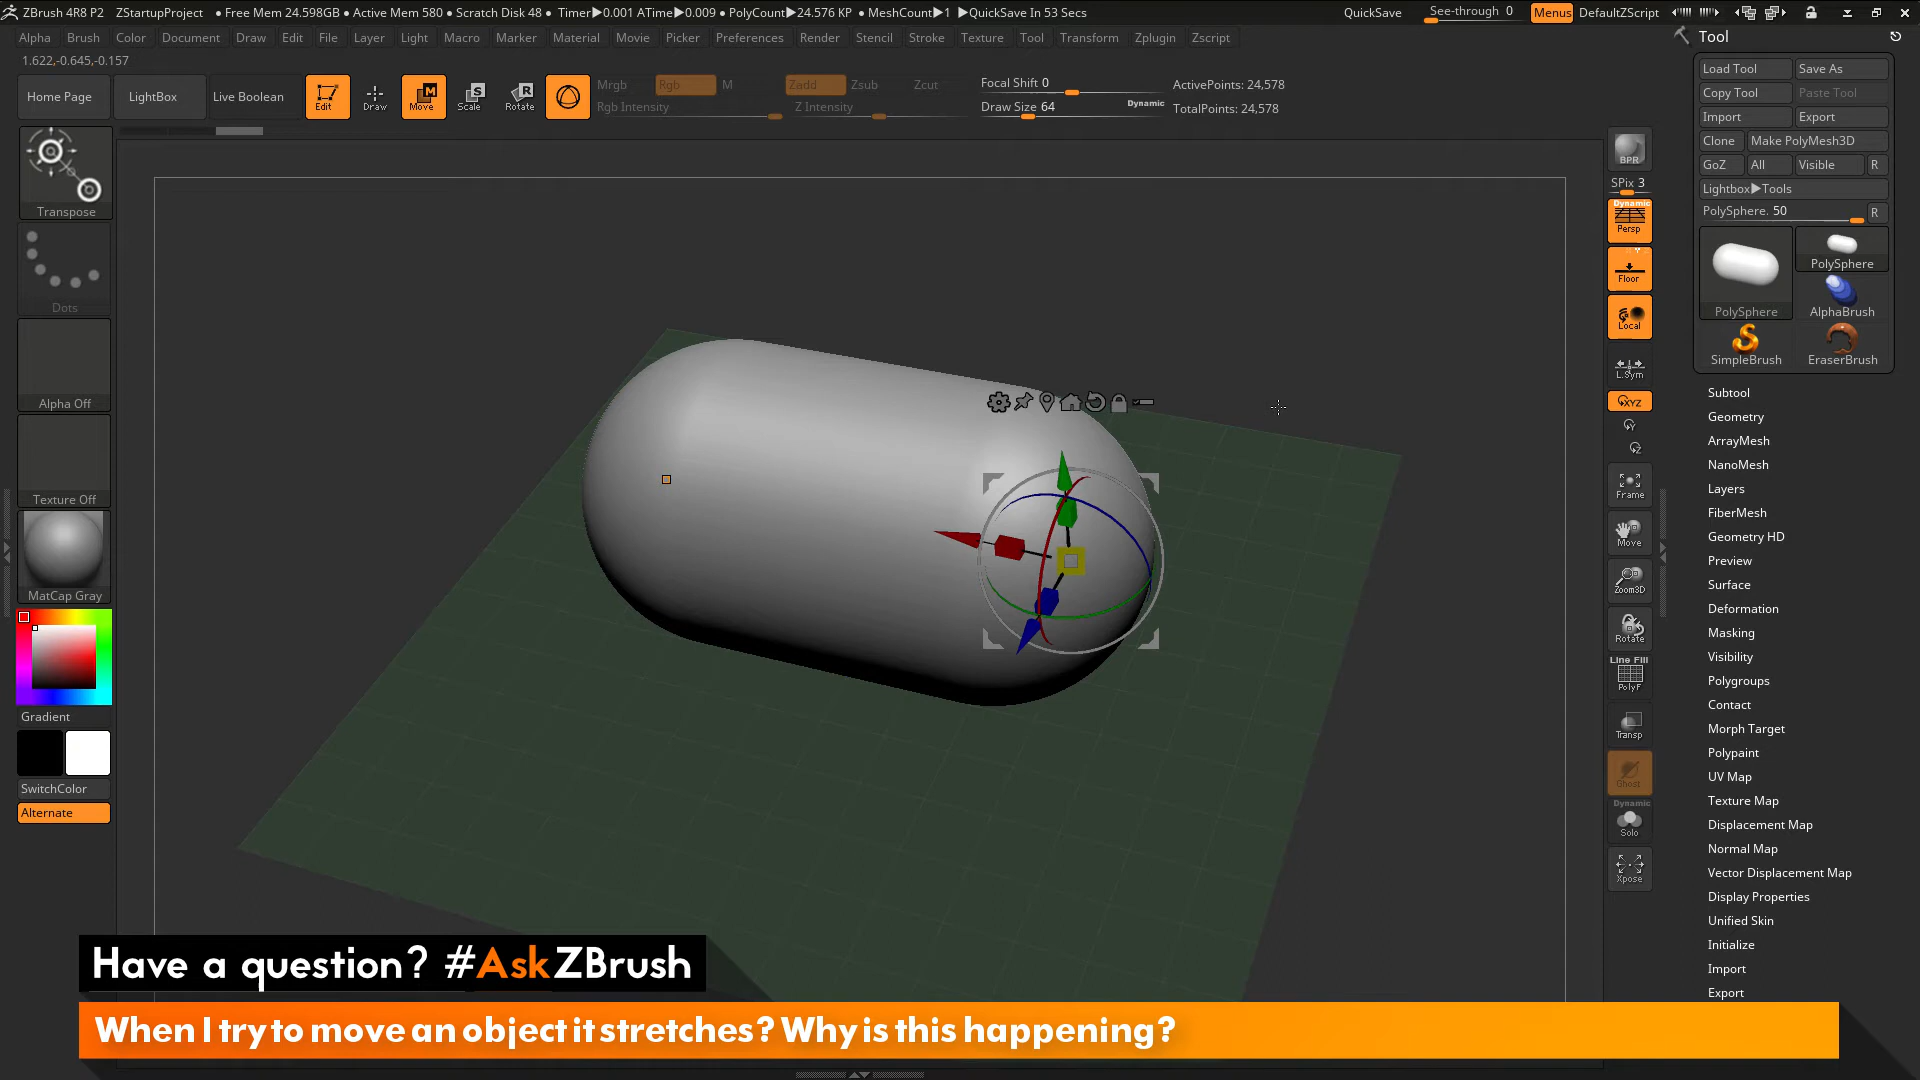 ZBrush 4R8 P2 ZStartupProject • Free Mem 24.598GB • Active Mem 580 • Scratch Disk 48 • Timer▶0.001 ATime▶0.009 • PolyCount▶24.576 KP • MeshCount▶1 ▶QuickSave In 53 Secs QuickSave See-through 0 Menus DefaultZScript
Alpha Brush Color Document Draw Edit File Layer Light Macro Marker Material Movie Picker Preferences Render Stencil Stroke Texture Tool Transform Zplugin Zscript
1.622,-0.645,-0.157
Home Page LightBox Live Boolean Edit Draw Move Scale Rotate
Mrgb Rgb M Zadd Zsub Zcut
Rgb Intensity Z Intensity
Focal Shift 0
Draw Size 64 Dynamic
ActivePoints: 24,578
TotalPoints: 24,578
Transpose
Dots
Alpha Off
Texture Off
MatCap Gray
Gradient
SwitchColor
Alternate
BPR
SPix 3
Dynamic
Persp
Floor
Local
L.Sym
XYZ
Y
Z
Frame
Move
Zoom3D
Rotate
Line Fill
PolyF
Transp
Ghost
Dynamic
Solo
Xpose
Tool
Load Tool Save As
Copy Tool Paste Tool
Import Export
Clone Make PolyMesh3D
GoZ All Visible R
Lightbox▶Tools
PolySphere. 50 R
PolySphere PolySphere
AlphaBrush
SimpleBrush EraserBrush
Subtool
Geometry
ArrayMesh
NanoMesh
Layers
FiberMesh
Geometry HD
Preview
Surface
Deformation
Masking
Visibility
Polygroups
Contact
Morph Target
Polypaint
UV Map
Texture Map
Displacement Map
Normal Map
Vector Displacement Map
Display Properties
Unified Skin
Initialize
Import
Export
Have a question? #AskZBrush
When I try to move an object it stretches? Why is this happening?